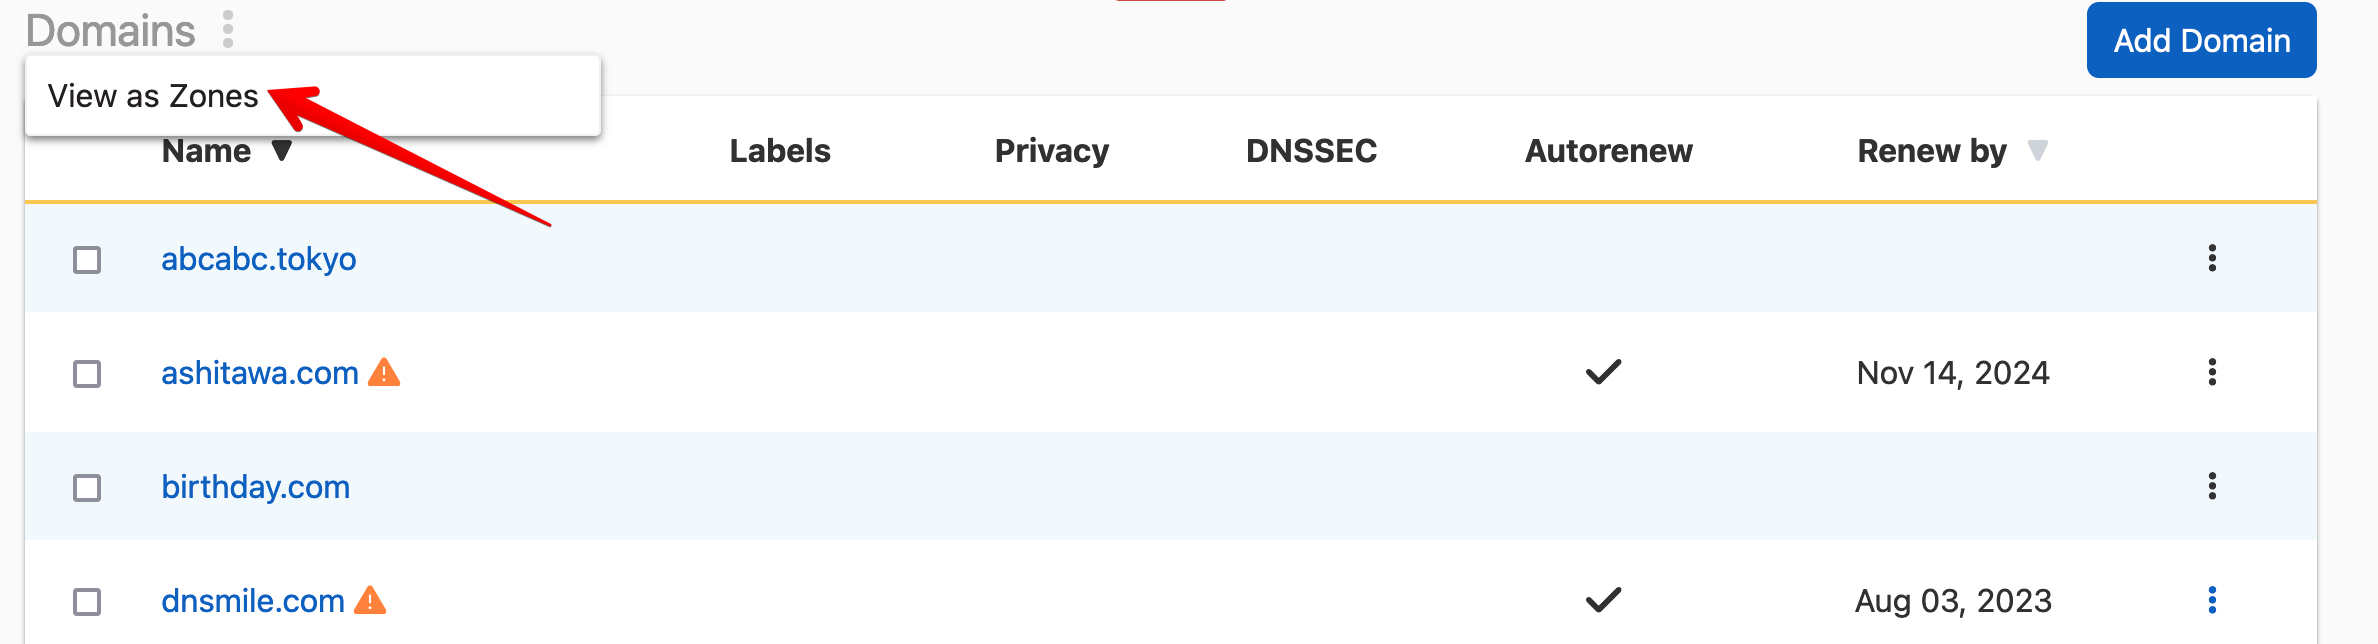 Domains
Add Domain
View as Zones
Name Labels Privacy DNSSEC Autorenew Renew by
abcabc.tokyo
ashitawa.com Nov 14, 2024
birthday.com
dnsmile.com Aug 03, 2023